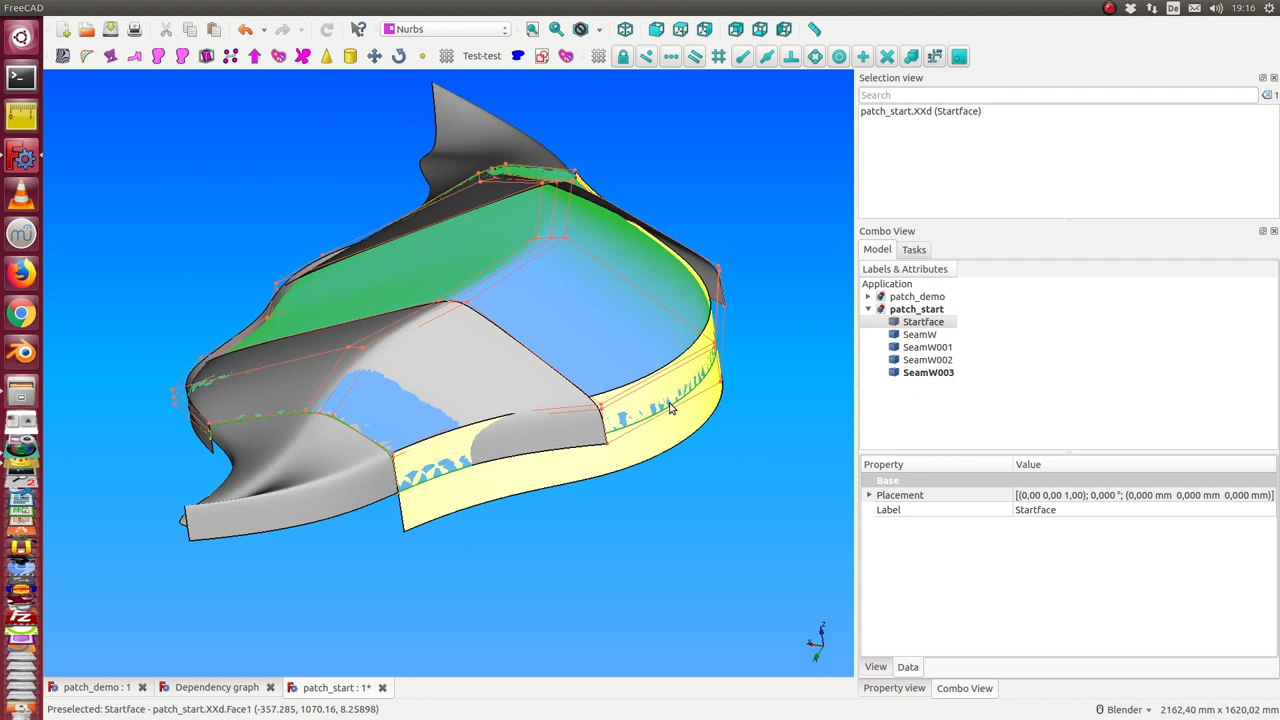 FreeCAD
De
19:16
Nurbs
Test-test
Selection view
Search
1
patch_start.XXd (Startface)
Combo View
Model
Tasks
Labels & Attributes
Application
patch_demo
patch_start
Startface
SeamW
SeamW001
SeamW002
SeamW003
Property
Value
Base
Placement
[(0,00 0,00 1,00); 0,000 °; (0,000 mm 0,000 mm 0,000 mm)]
Label
Startface
View
Data
patch_demo : 1
Dependency graph
patch_start : 1*
Property view
Combo View
Preselected: Startface - patch_start.XXd.Face1 (-357.285, 1070.16, 8.25898)
Blender
2162,40 mm x 1620,02 mm